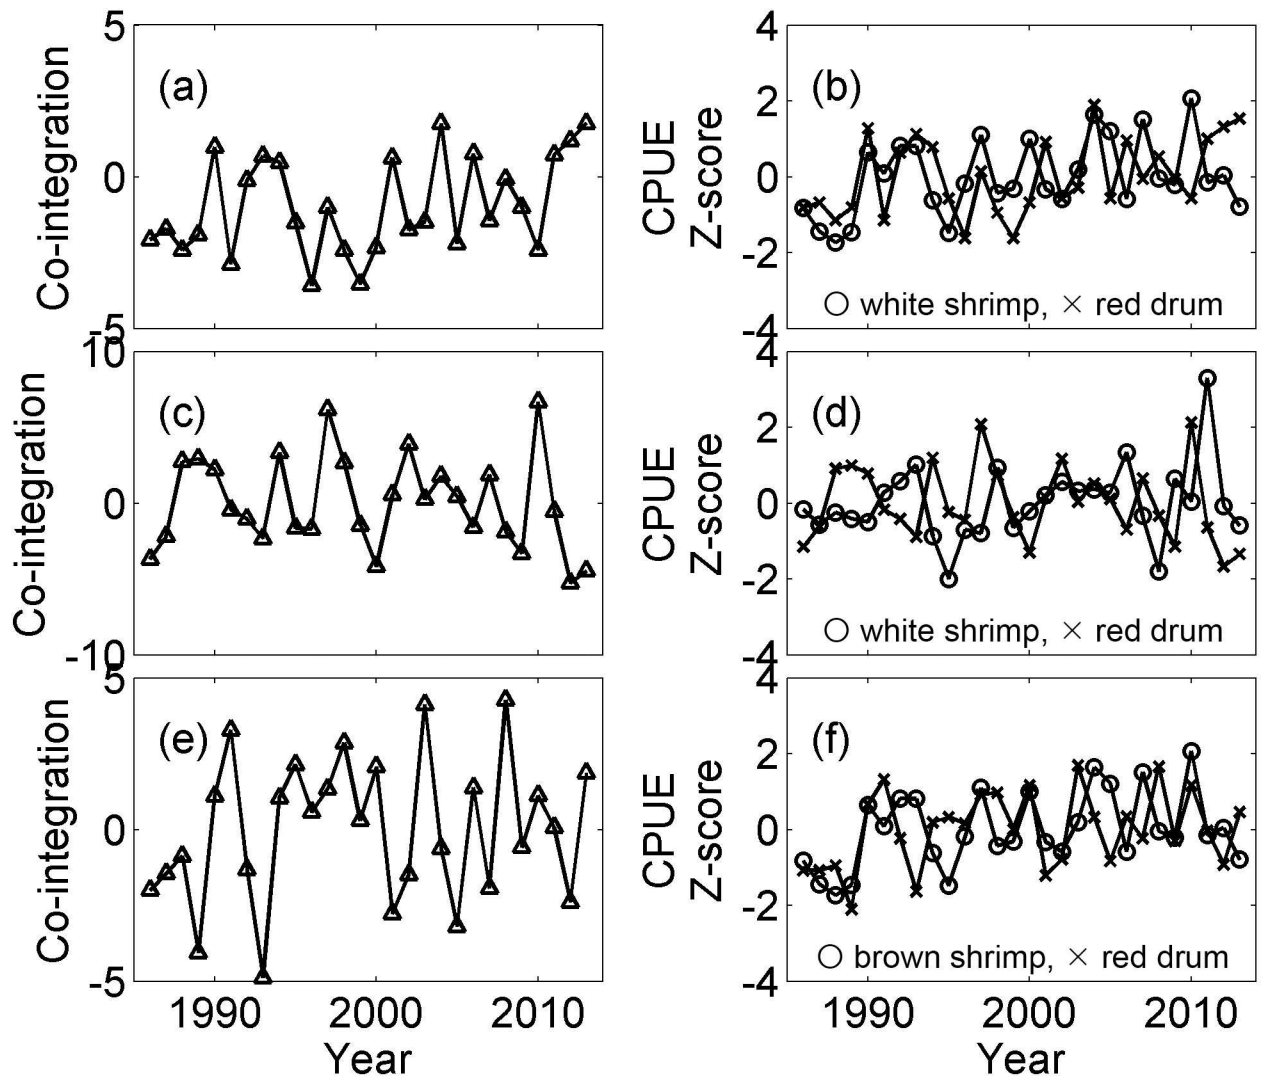 5
0
-5
Co-integration
(a)
4
2
0
-2
-4
CPUE
Z-score
(b)
white shrimp, × red drum
10
0
-10
Co-integration
(c)
4
2
0
-2
-4
CPUE
Z-score
(d)
white shrimp, × red drum
5
0
-5
Co-integration
(e)
1990 2000 2010
Year
4
2
0
-2
-4
CPUE
Z-score
(f)
brown shrimp, × red drum
1990 2000 2010
Year